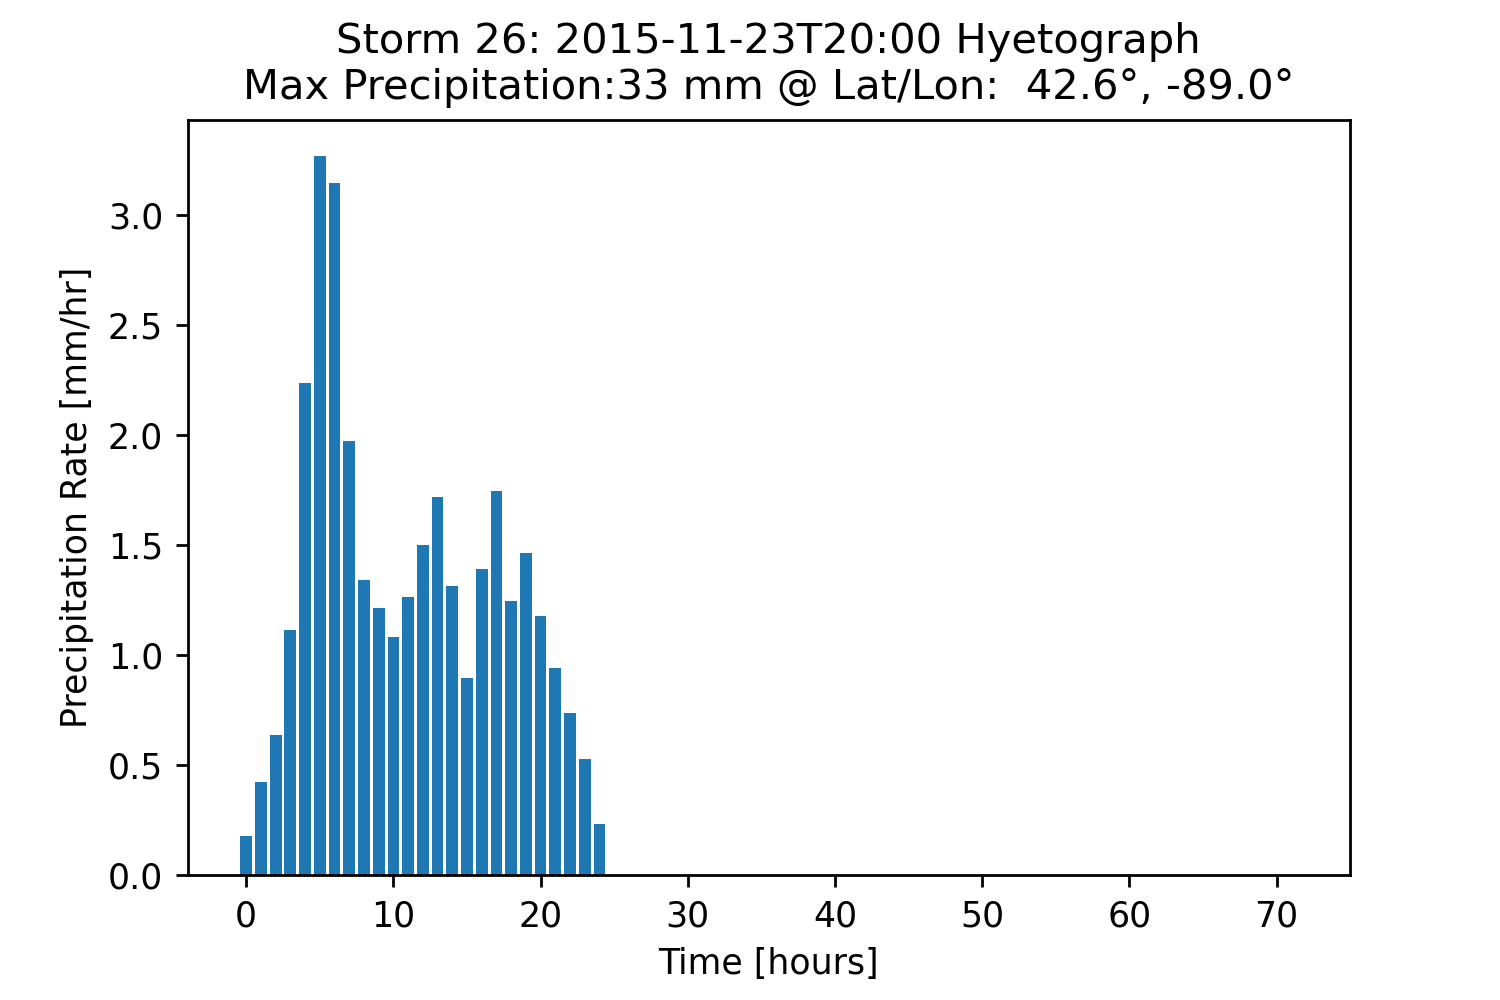 Storm 26: 2015-11-23T20:00 Hyetograph
Max Precipitation:33 mm @ Lat/Lon:  42.6°, -89.0°
Precipitation Rate [mm/hr]
3.0
2.5
2.0
1.5
1.0
0.5
0.0
0 10 20 30 40 50 60 70
Time [hours]